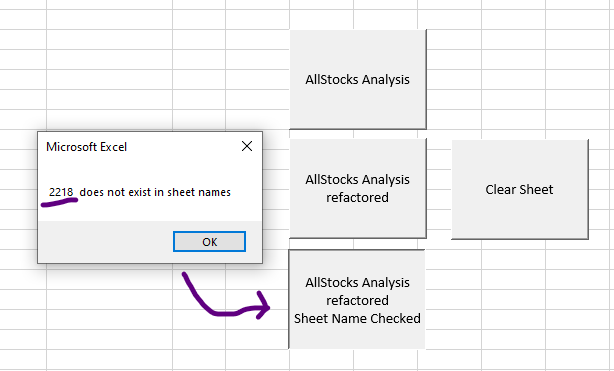 AllStocks Analysis
Microsoft Excel
2218 does not exist in sheet names
OK
AllStocks Analysis
refactored
Clear Sheet
AllStocks Analysis
refactored
Sheet Name Checked